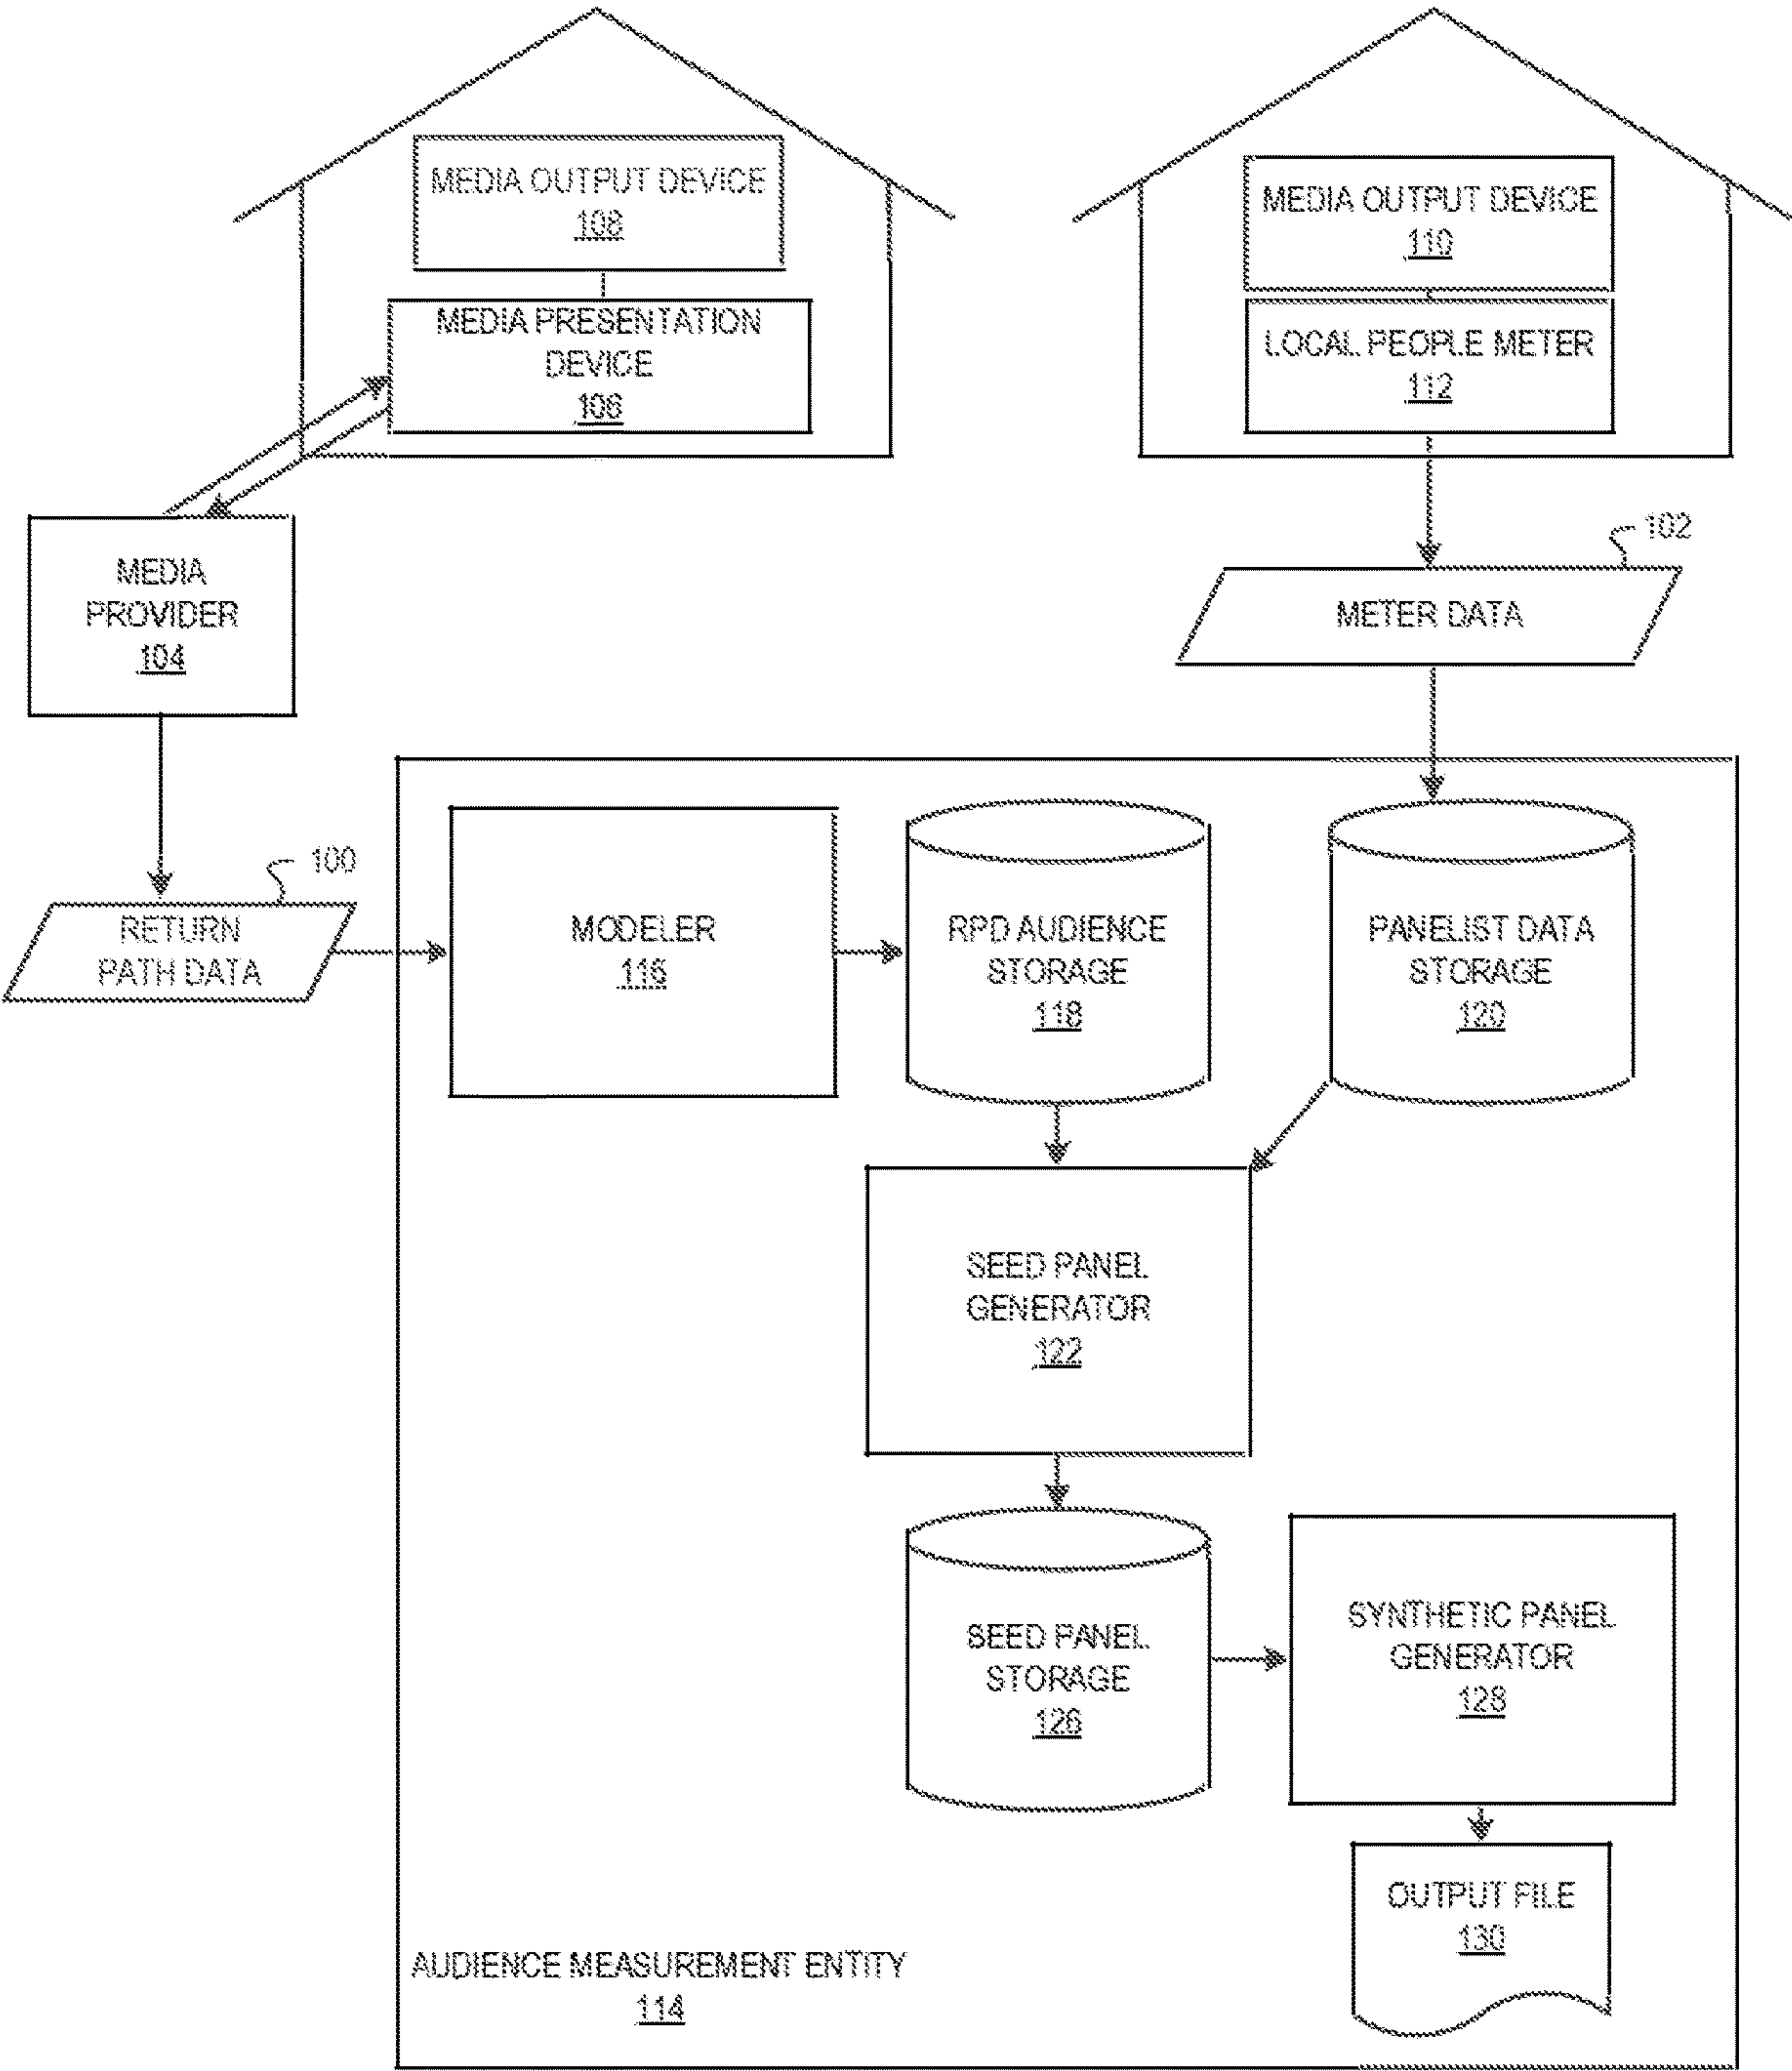 MEDIA OUTPUT DEVICE
108
MEDIA PRESENTATION
DEVICE
106
MEDIA OUTPUT DEVICE
110
LOCAL PEOPLE METER
112
MEDIA
PROVIDER
104
102
METER DATA
100
RETURN
PATH DATA
MODELER
116
RPD AUDIENCE
STORAGE
118
PANELIST DATA
STORAGE
120
SEED PANEL
GENERATOR
122
SEED PANEL
STORAGE
126
SYNTHETIC PANEL
GENERATOR
128
OUTPUT FILE
130
AUDIENCE MEASUREMENT ENTITY
114